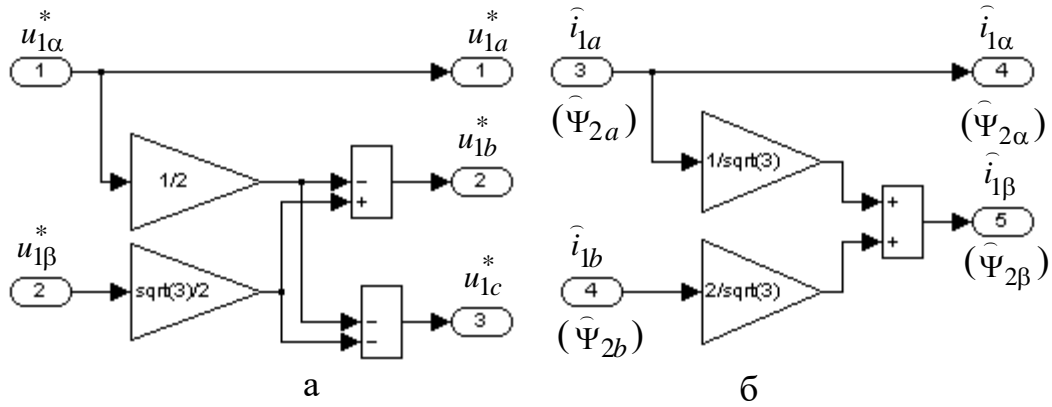 u*1α
u*1a
1
1
1/2
−
+
u*1b
2
u*1β
2
sqrt(3)/2
−
−
u*1c
3
а
î1a
î1α
3
4
(Ψ̂2a)
(Ψ̂2α)
1/sqrt(3)
+
+
î1β
5
(Ψ̂2β)
î1b
4
2/sqrt(3)
(Ψ̂2b)
б